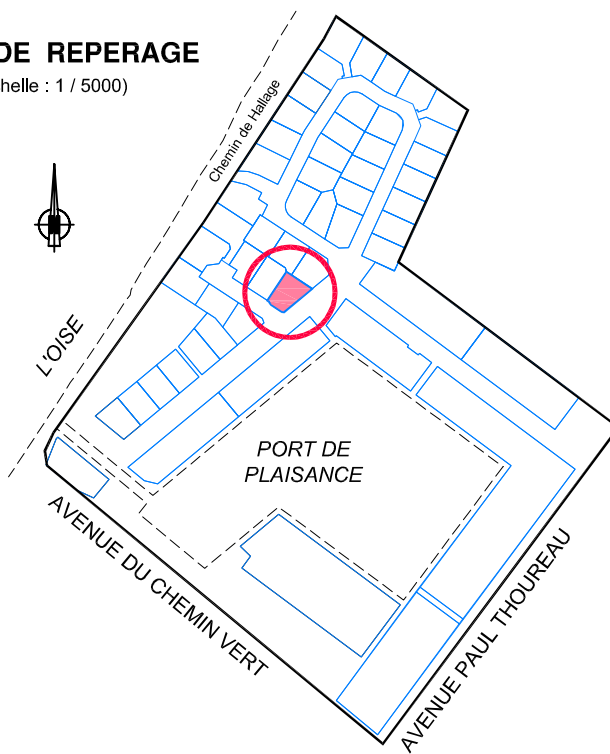 DE REPERAGE
helle : 1 / 5000)
Chemin de Hallage
L'OISE
PORT DE
PLAISANCE
AVENUE DU CHEMIN VERT
AVENUE PAUL THOUREAU